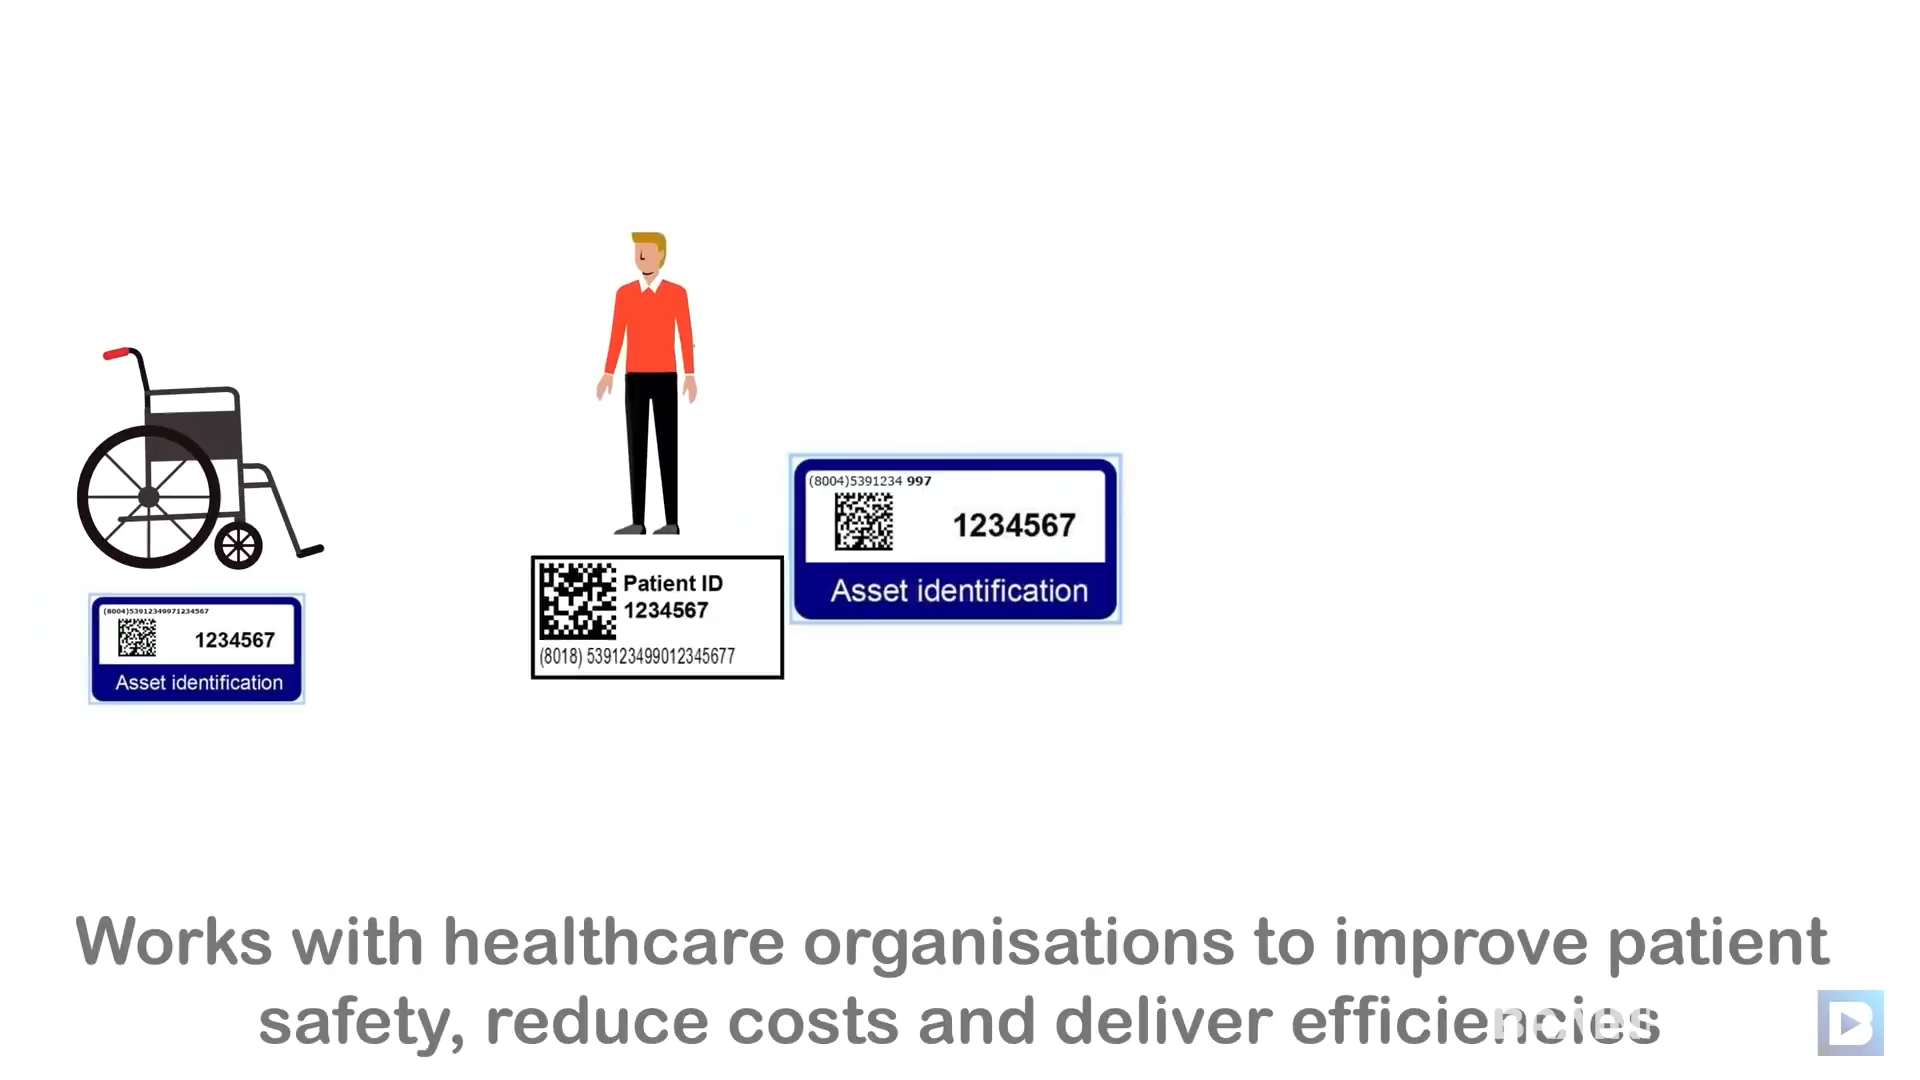 (8004)53912349971234567
1234567
Asset identification
Patient ID
1234567
(8018) 539123499012345677
(8004)5391234 997
1234567
Asset identification
Works with healthcare organisations to improve patient
safety, reduce costs and deliver efficiencies